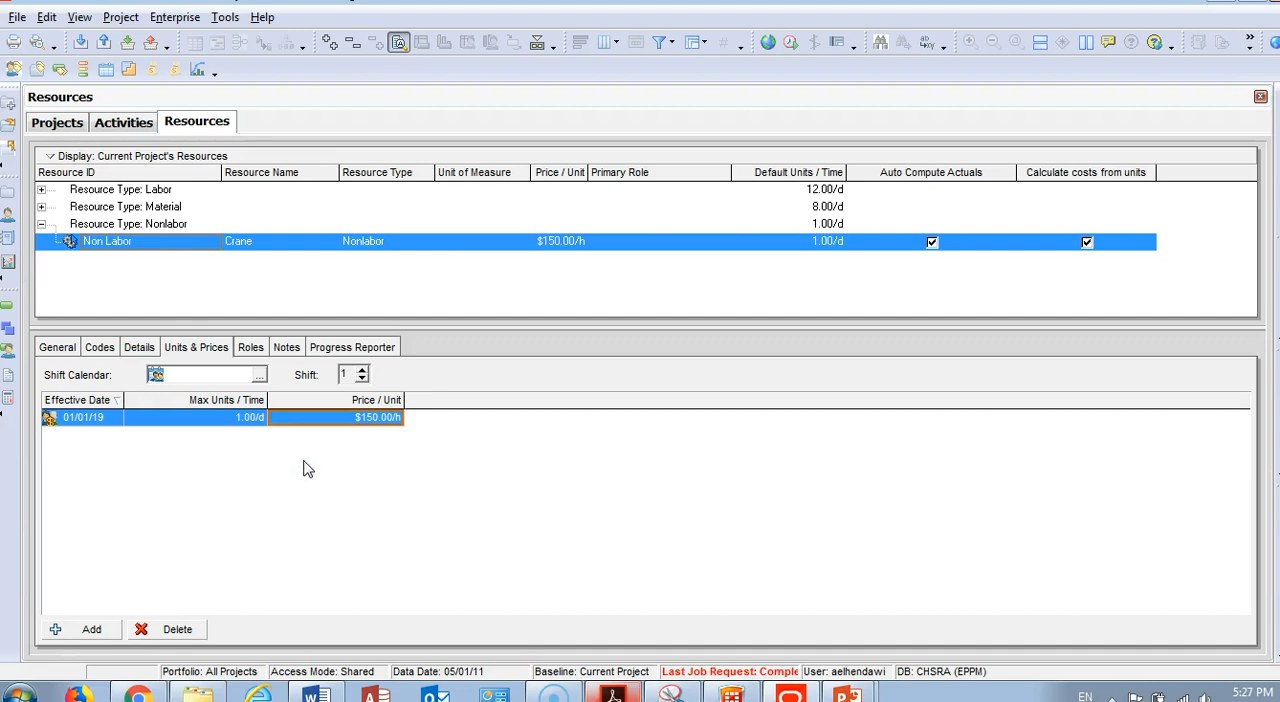 File Edit View Project Enterprise Tools Help
Resources
Projects Activities Resources
Display: Current Project's Resources
Resource ID Resource Name Resource Type Unit of Measure Price / Unit Primary Role Default Units / Time Auto Compute Actuals Calculate costs from units
Resource Type: Labor 12.00/d
Resource Type: Material 8.00/d
Resource Type: Nonlabor 1.00/d
Non Labor Crane Nonlabor $150.00/h 1.00/d
General Codes Details Units & Prices Roles Notes Progress Reporter
Shift Calendar: ... Shift: 1
Effective Date Max Units / Time Price / Unit
01/01/19 1.00/d $150.00/h
Add Delete
Portfolio: All Projects Access Mode: Shared Data Date: 05/01/11 Baseline: Current Project Last Job Request: Comple User: aelhendawi DB: CHSRA (EPPM)
EN 5:27 PM